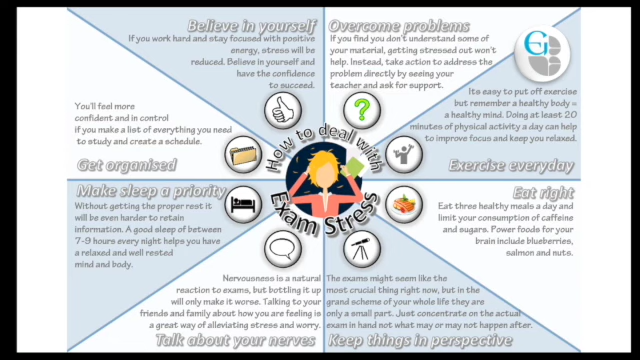 Believe in yourself
If you work hard and stay focused with positive
energy, stress will be
reduced. Believe in yourself and
have the confidence
to succeed.
Overcome problems
If you find you don't understand some of
your material, getting stressed out won't
help. Instead, take action to address the
problem directly by seeing your
teacher and ask for support.
G
Its easy to put off exercise
but remember a healthy body =
a healthy mind. Doing at least 20
minutes of physical activity a day can help
to improve focus and keep you relaxed.
Exercise everyday
You'll feel more
confident and in control
if you make a list of everything you need
to study and create a schedule.
Get organised
How to deal with
Exam Stress
Make sleep a priority
Without getting the proper rest it
will be even harder to retain
information. A good sleep of between
7-9 hours every night helps you have
a relaxed and well rested
mind and body.
Eat right
Eat three healthy meals a day and
limit your consumption of caffeine
and sugars. Power foods for your
brain include blueberries,
salmon and nuts.
Nervousness is a natural
reaction to exams, but bottling it up
will only make it worse. Talking to your
friends and family about how you are feeling is
a great way of alleviating stress and worry.
Talk about your nerves
The exams might seem like the
most crucial thing right now, but in the
grand scheme of your whole life they are
only a small part. Just concentrate on the actual
exam in hand not what may or may not happen after.
Keep things in perspective